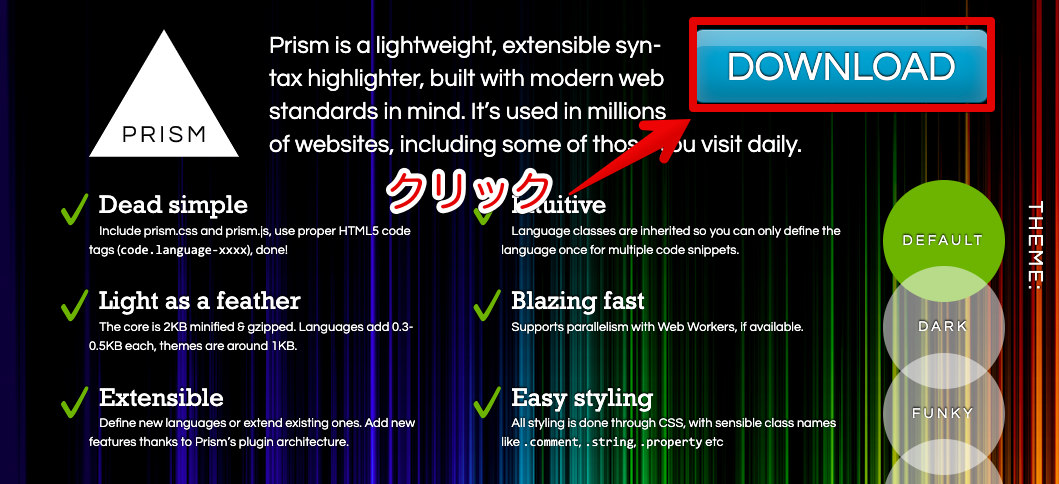 PRISM
Prism is a lightweight, extensible syn-
tax highlighter, built with modern web
standards in mind. It's used in millions
of websites, including some of those you visit daily.
DOWNLOAD
クリック
Dead simple
Include prism.css and prism.js, use proper HTML5 code
tags (code.language-xxxx), done!
Intuitive
Language classes are inherited so you can only define the
language once for multiple code snippets.
Light as a feather
The core is 2KB minified & gzipped. Languages add 0.3-
0.5KB each, themes are around 1KB.
Blazing fast
Supports parallelism with Web Workers, if available.
Extensible
Define new languages or extend existing ones. Add new
features thanks to Prism's plugin architecture.
Easy styling
All styling is done through CSS, with sensible class names
like .comment, .string, .property etc
THEME:
DEFAULT
DARK
FUNKY